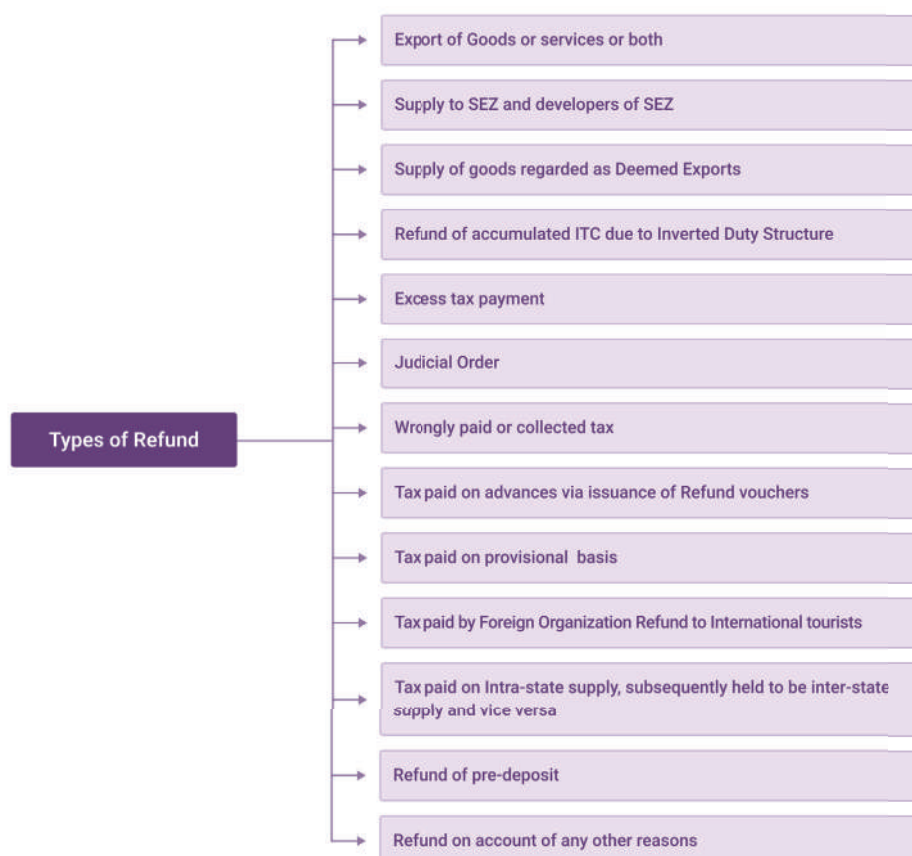 Types of Refund
Export of Goods or services or both
Supply to SEZ and developers of SEZ
Supply of goods regarded as Deemed Exports
Refund of accumulated ITC due to Inverted Duty Structure
Excess tax payment
Judicial Order
Wrongly paid or collected tax
Tax paid on advances via issuance of Refund vouchers
Tax paid on provisional basis
Tax paid by Foreign Organization Refund to International tourists
Tax paid on Intra-state supply, subsequently held to be inter-state
supply and vice versa
Refund of pre-deposit
Refund on account of any other reasons